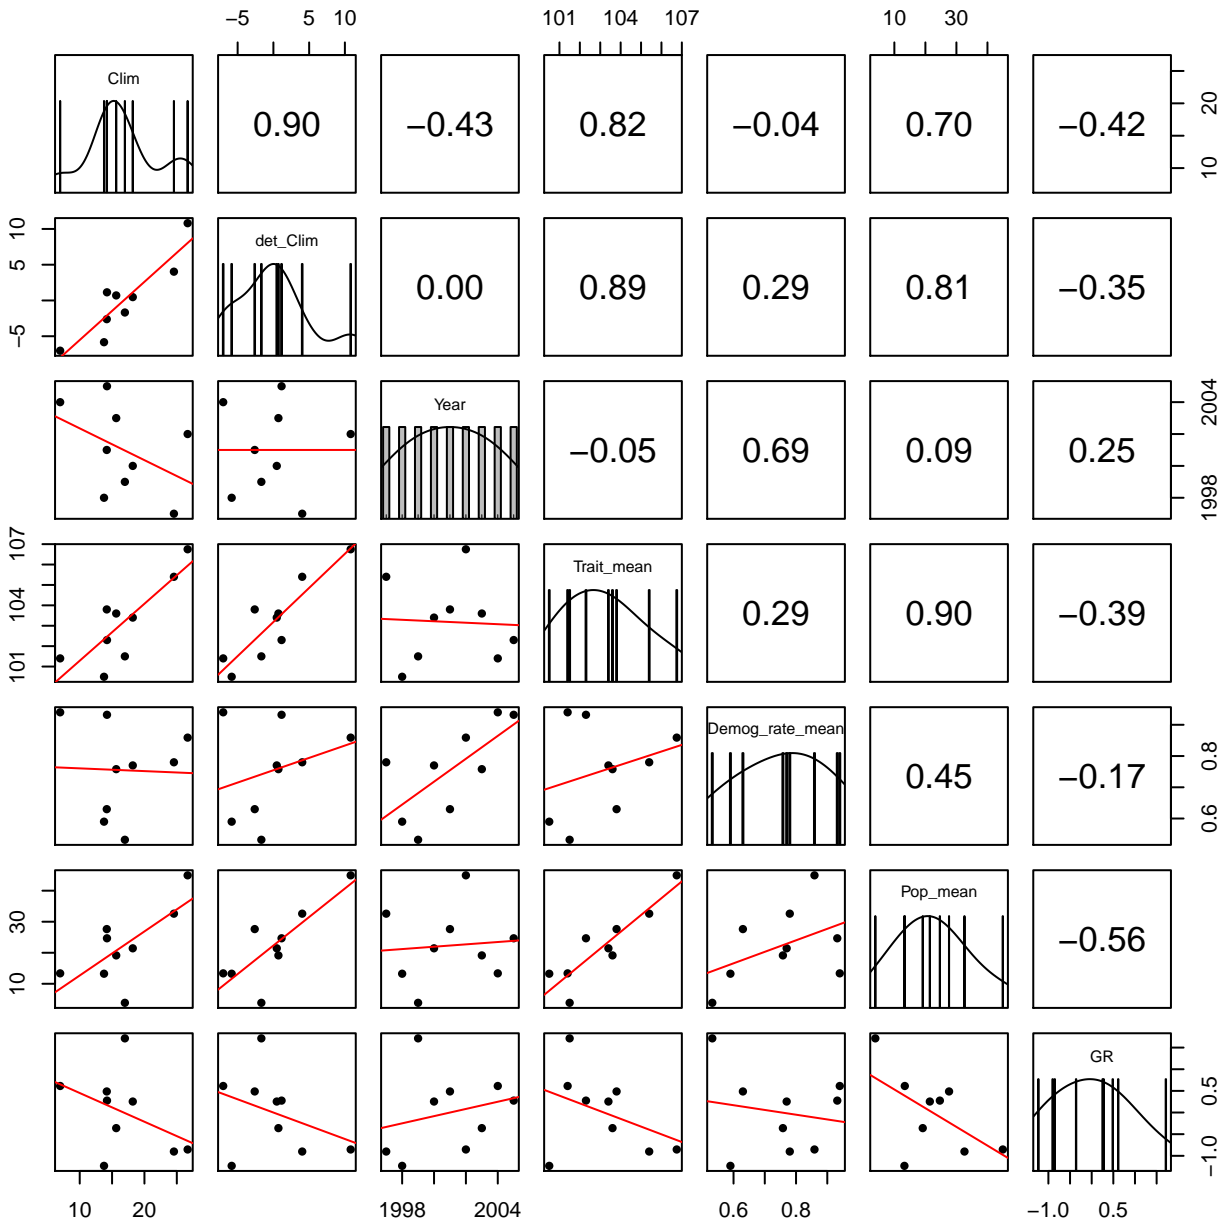 −5 5 10 101 104 107 10 30
Clim 0.90 −0.43 0.82 −0.04 0.70 −0.42 10 20
−5 5 10 det_Clim 0.00 0.89 0.29 0.81 −0.35
Year −0.05 0.69 0.09 0.25 1998 2004
101 104 107 Trait_mean 0.29 0.90 −0.39
Demog_rate_mean 0.45 −0.17 0.6 0.8
10 30 Pop_mean −0.56
GR −1.0 0.5
10 20 1998 2004 0.6 0.8 −1.0 0.5